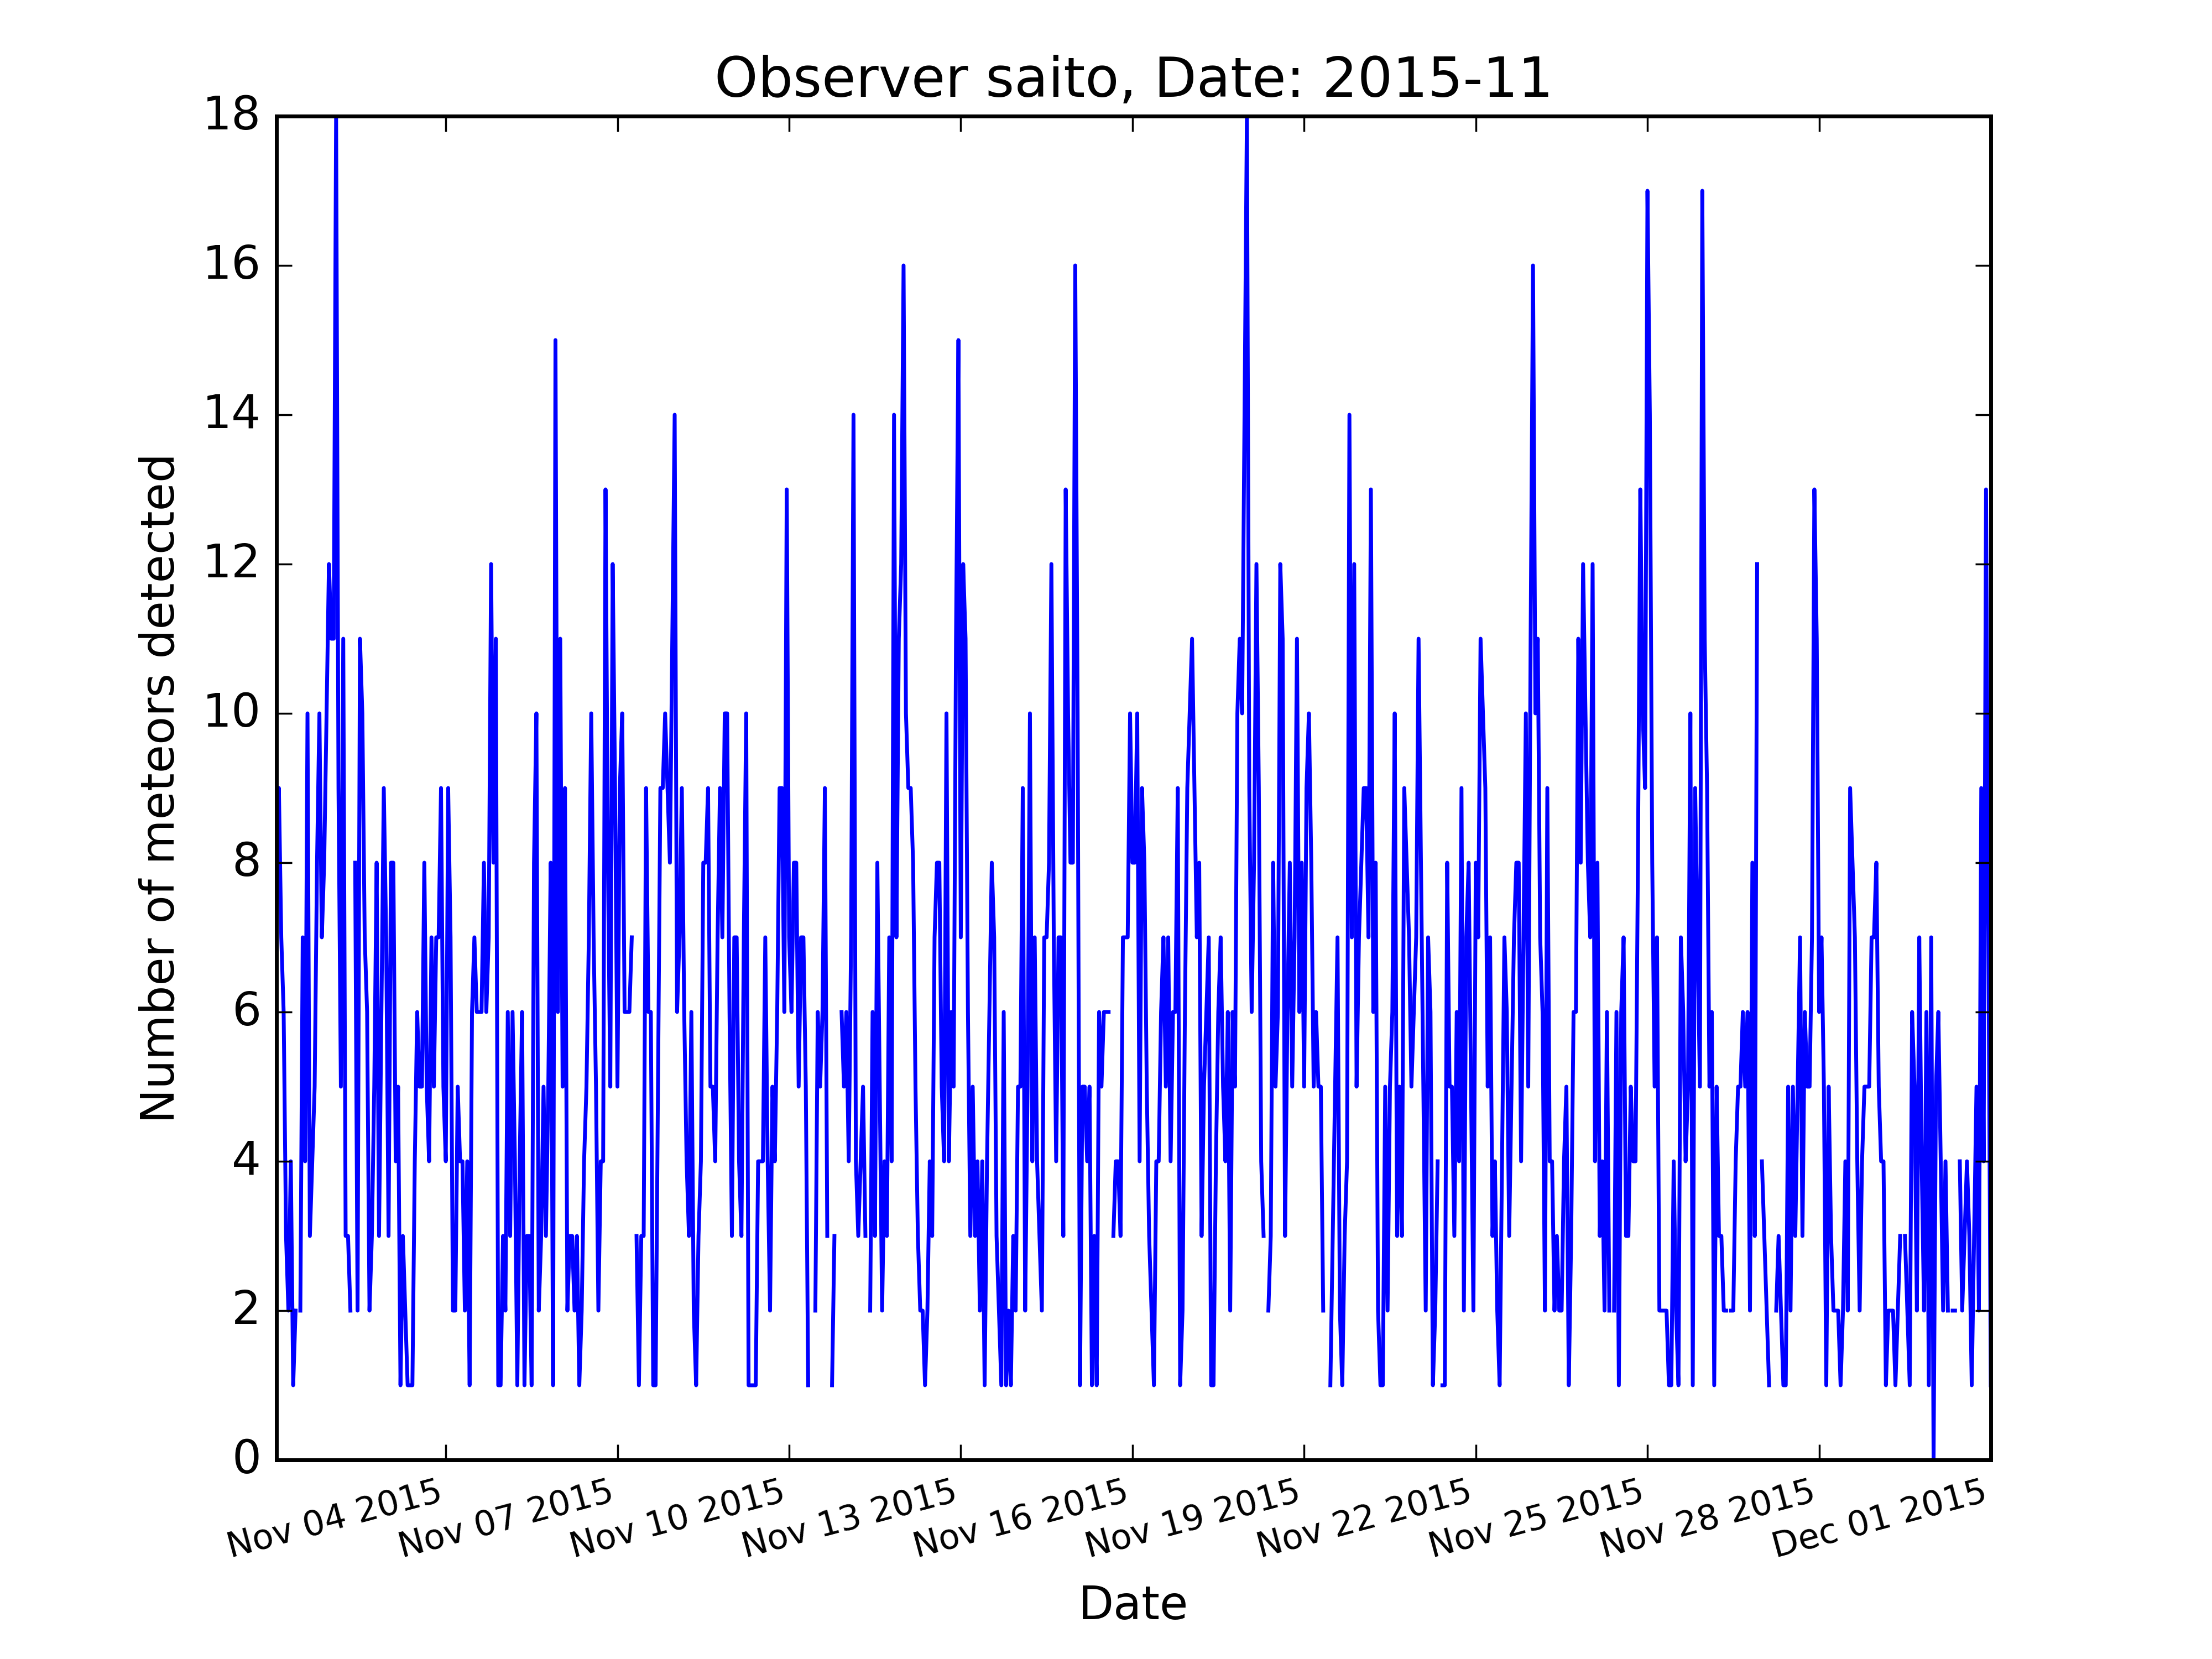 Observer saito, Date: 2015-11
18
16
14
12
10
8
6
4
2
0
Number of meteors detected
Nov 04 2015
Nov 07 2015
Nov 10 2015
Nov 13 2015
Nov 16 2015
Nov 19 2015
Nov 22 2015
Nov 25 2015
Nov 28 2015
Dec 01 2015
Date